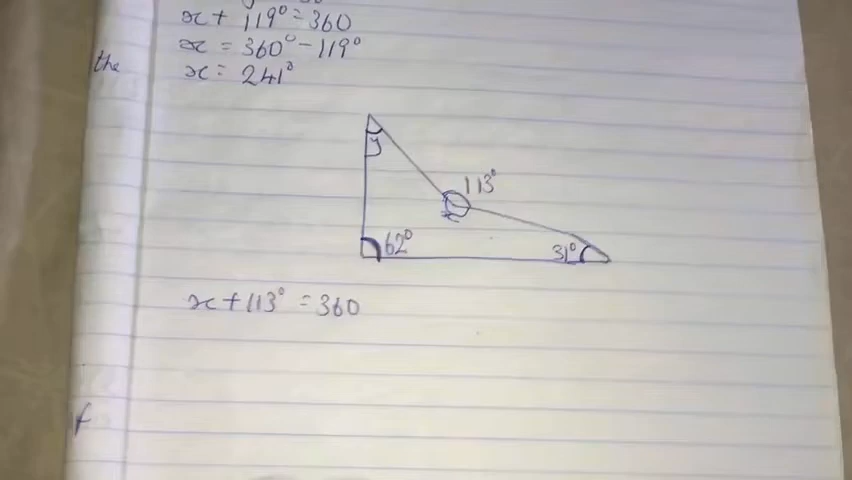 x + 119° = 360
x = 360° - 119°
the
x = 241°
y
113°
x
62°
31°
x + 113° = 360
f